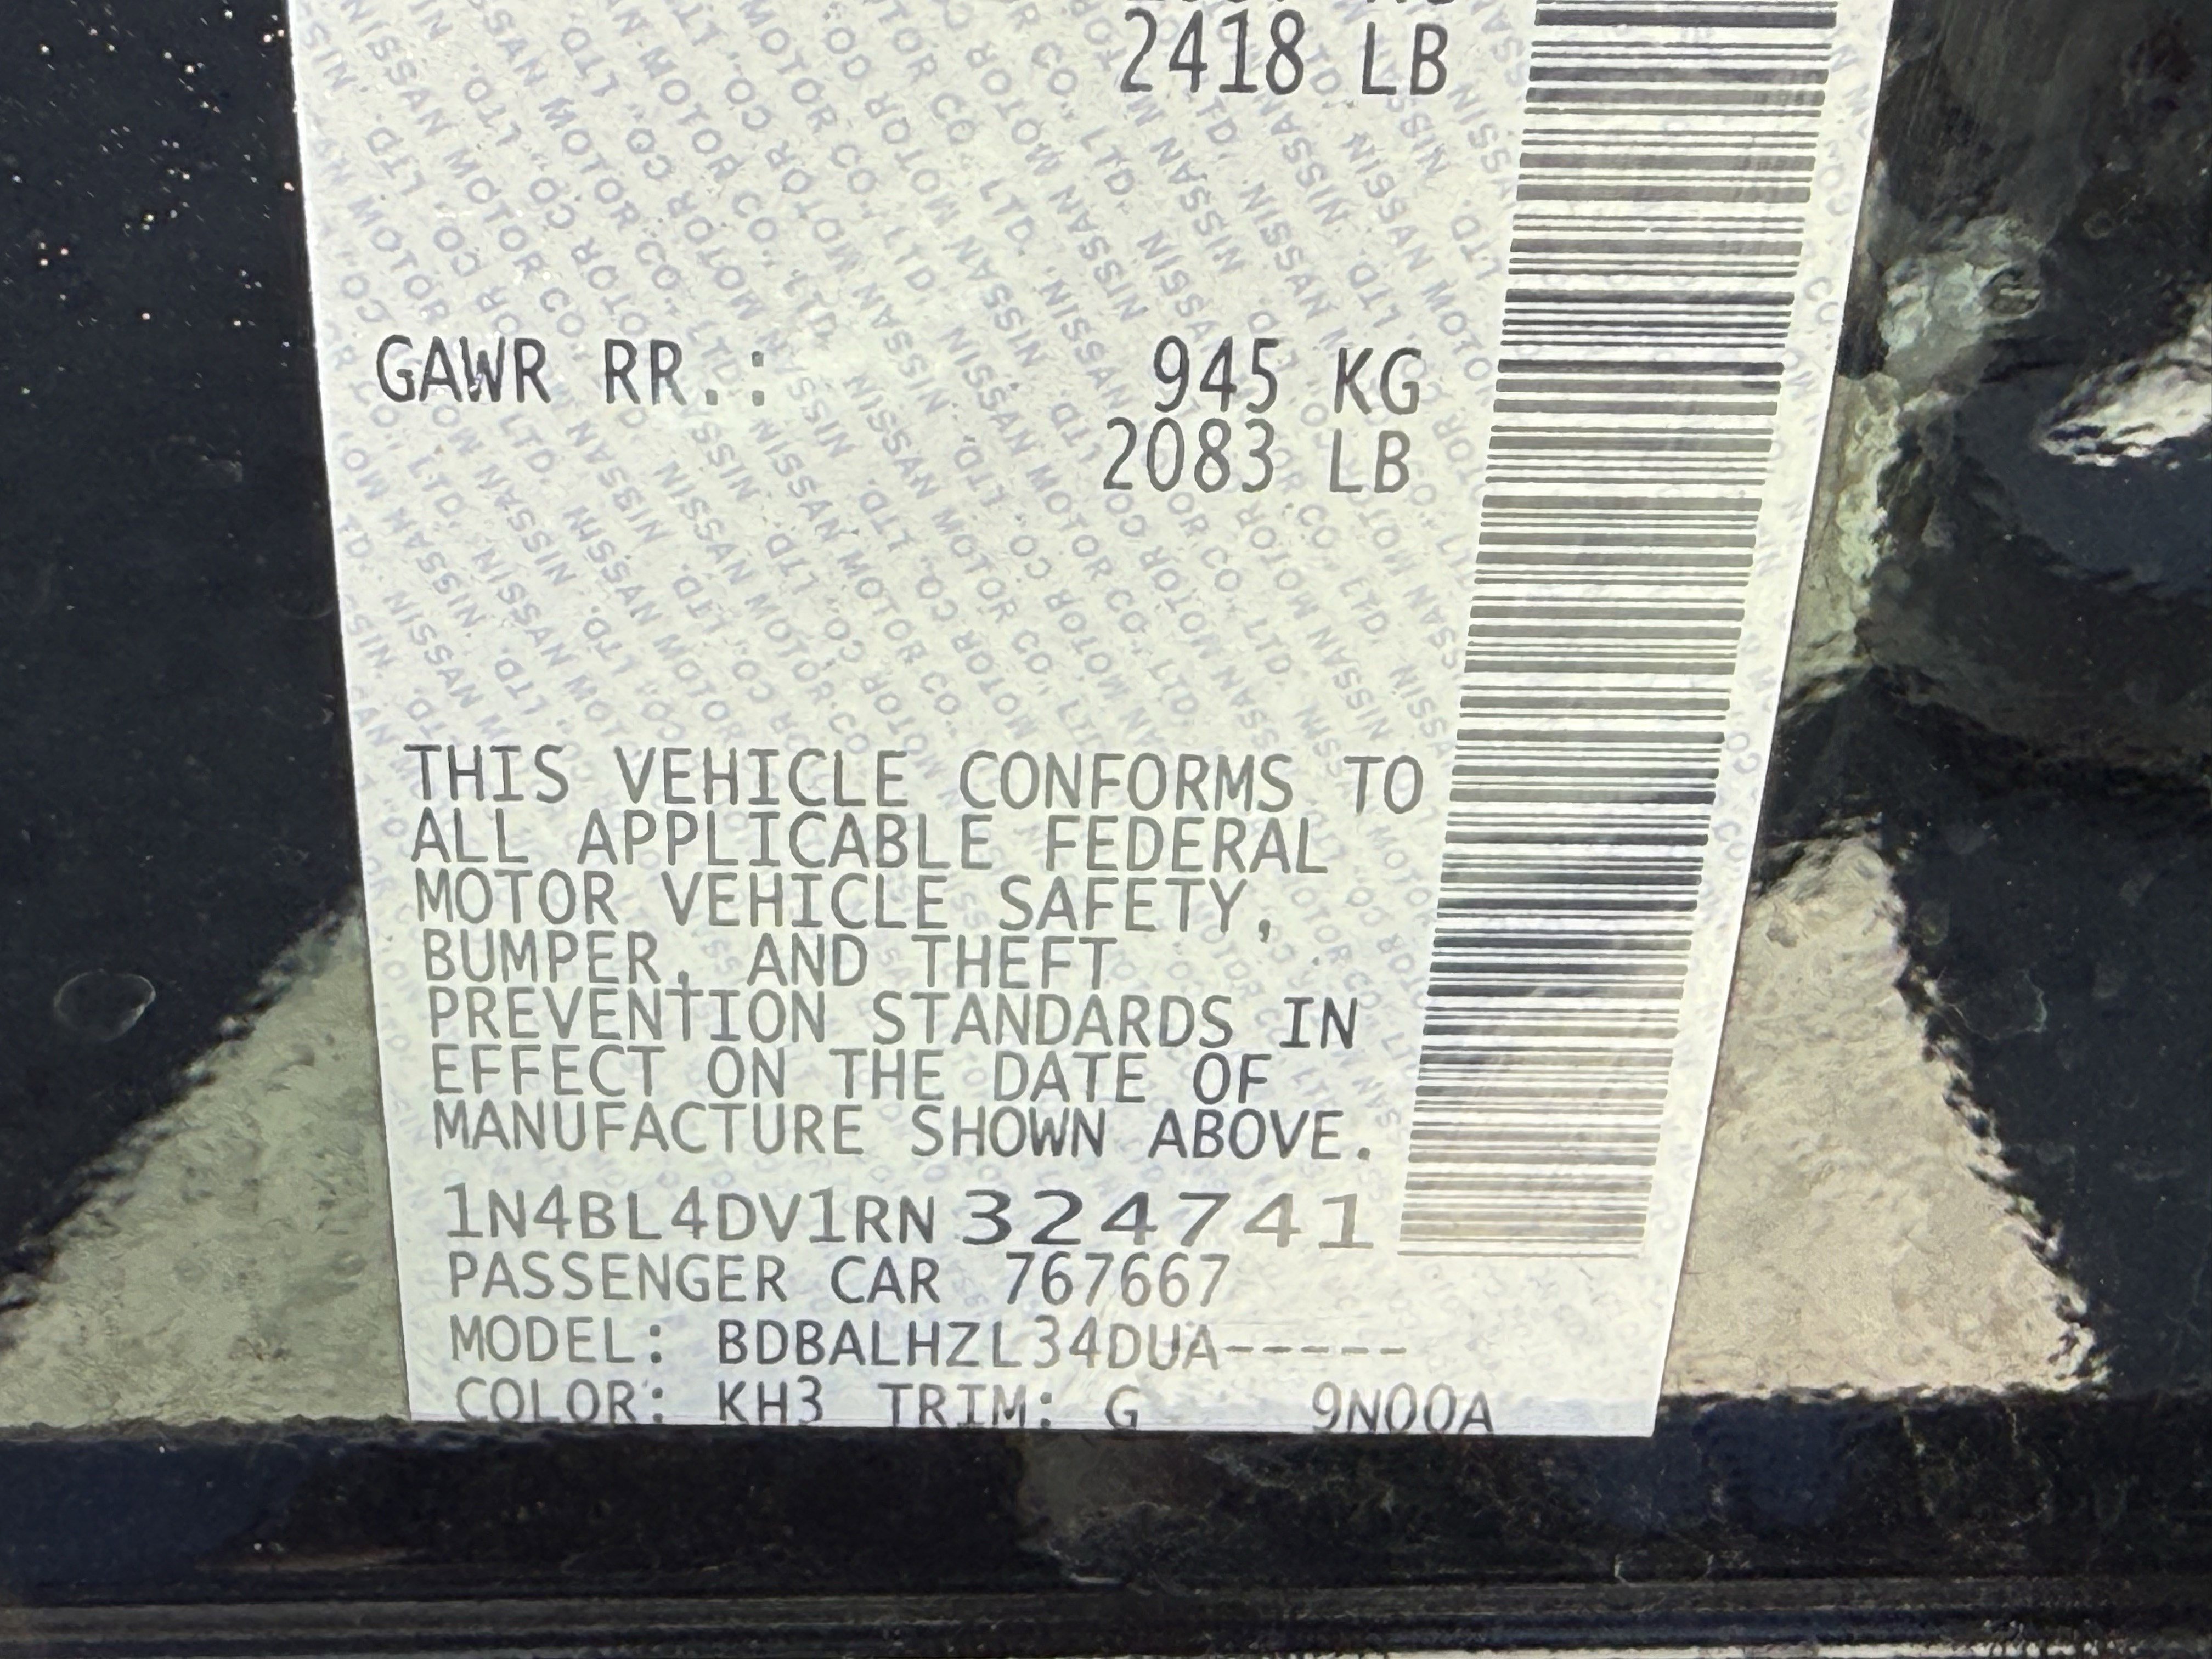 2418 LB
GAWR RR.: 945 KG
2083 LB
THIS VEHICLE CONFORMS TO
ALL APPLICABLE FEDERAL
MOTOR VEHICLE SAFETY,
BUMPER, AND THEFT
PREVENTION STANDARDS IN
EFFECT ON THE DATE OF
MANUFACTURE SHOWN ABOVE.
1N4BL4DV1RN324741
PASSENGER CAR 767667
MODEL: BDBALHZL34DUA-----
COLOR: KH3 TRIM: G 9N00A